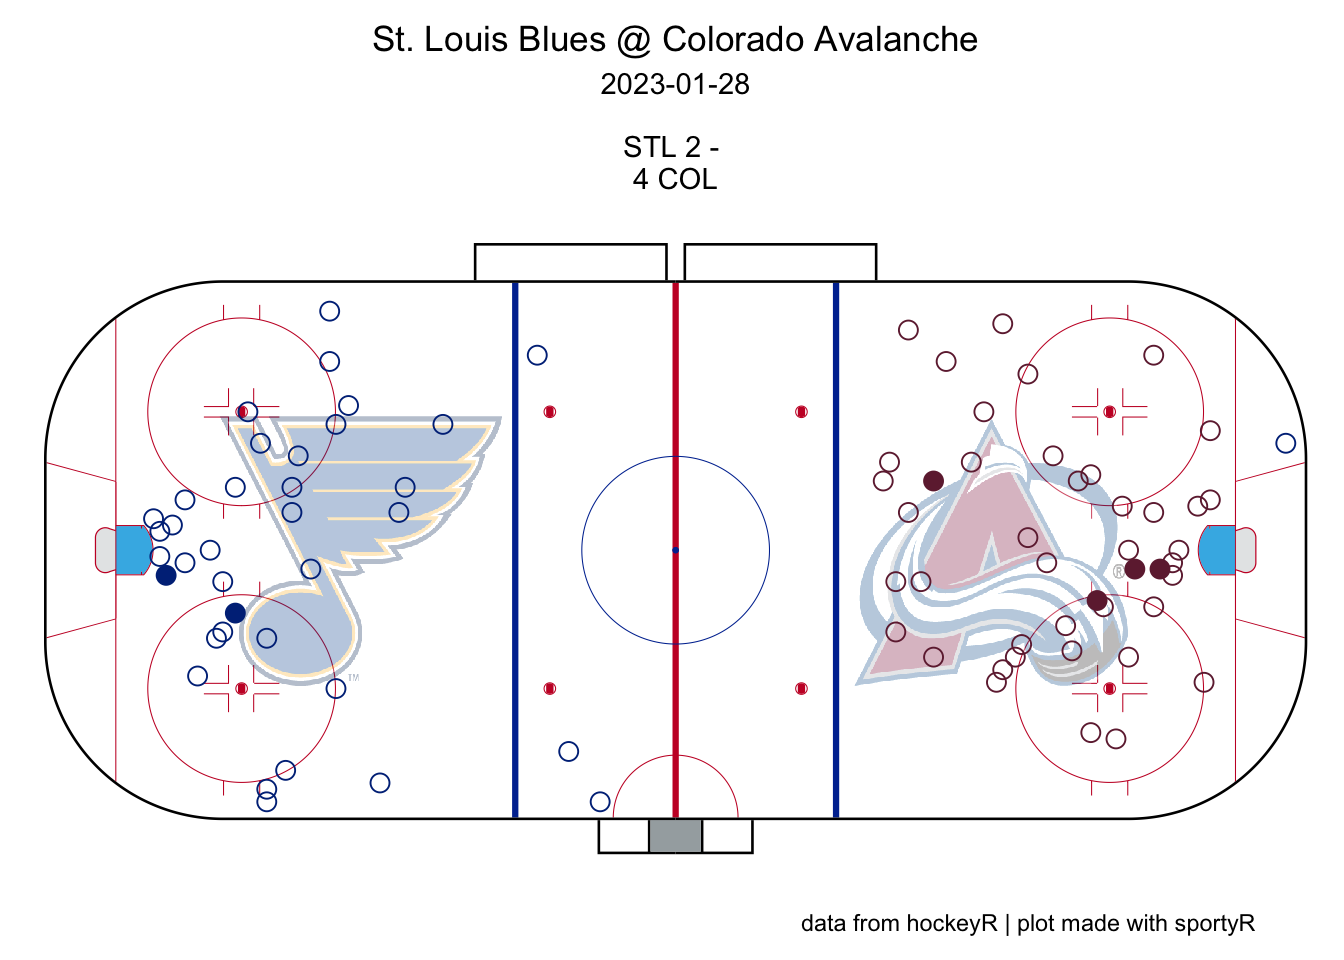 St. Louis Blues @ Colorado Avalanche
2023-01-28
STL 2 -
4 COL
TM
®
data from hockeyR | plot made with sportyR